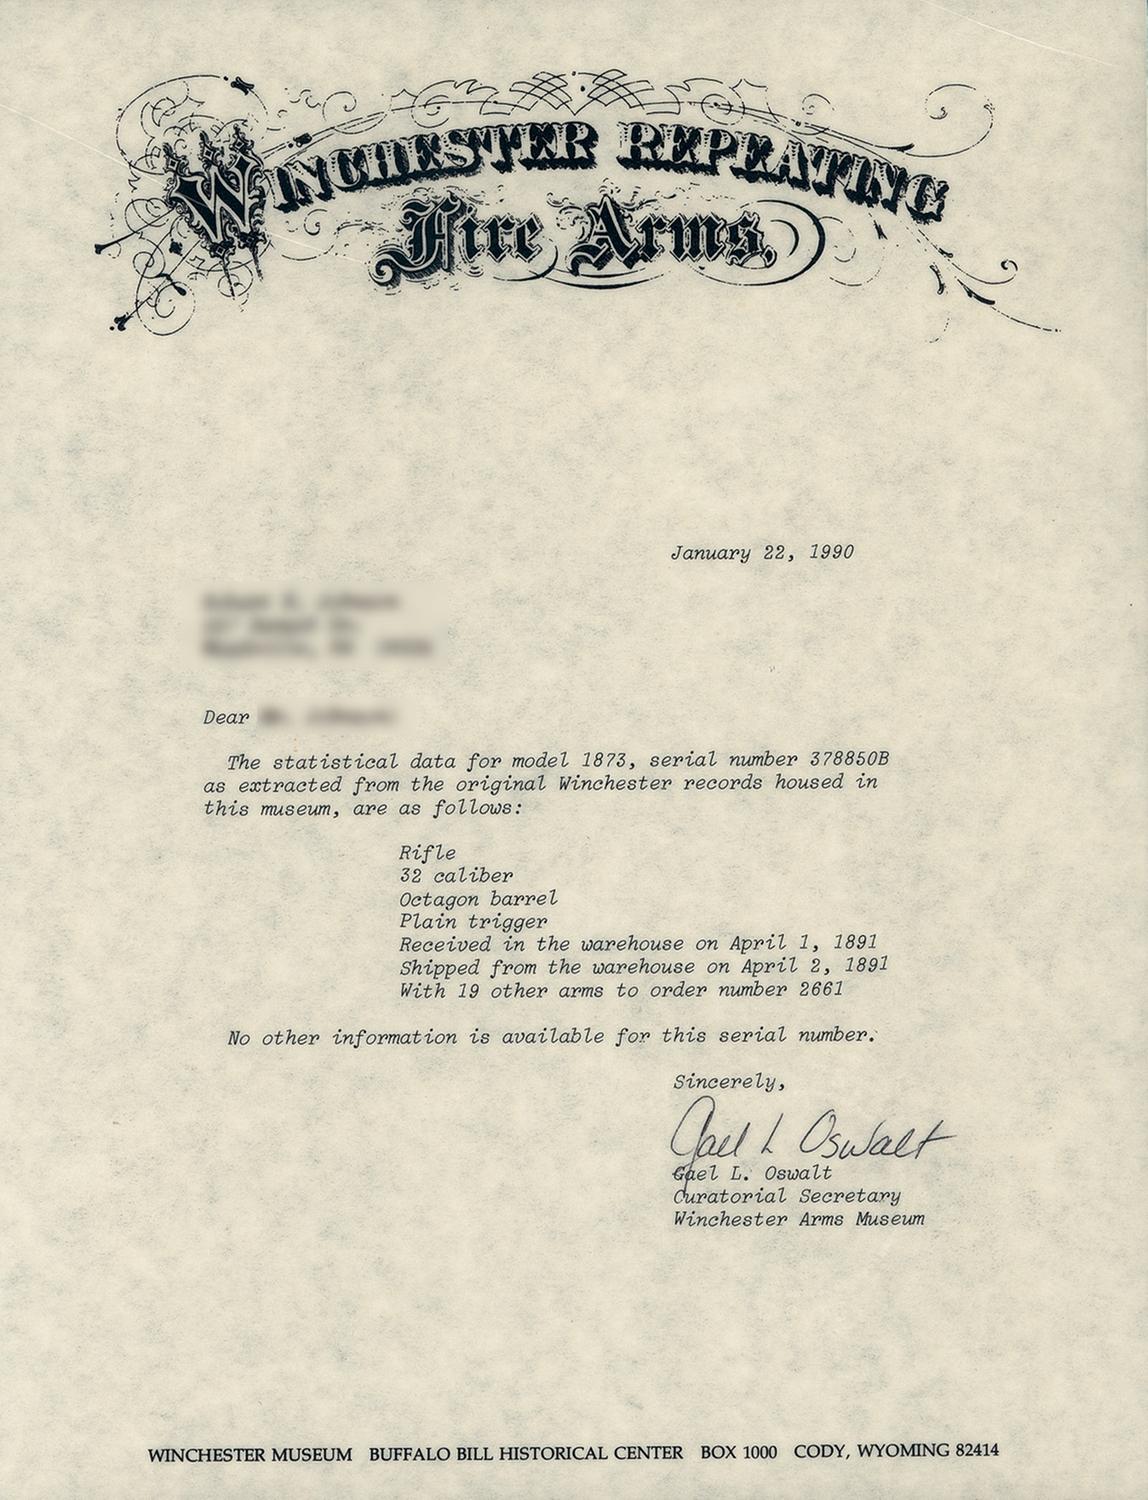 WINCHESTER REPEATING
Fire Arms,
January 22, 1990
Dear
The statistical data for model 1873, serial number 378850B
as extracted from the original Winchester records housed in
this museum, are as follows:
Rifle
32 caliber
Octagon barrel
Plain trigger
Received in the warehouse on April 1, 1891
Shipped from the warehouse on April 2, 1891
With 19 other arms to order number 2661
No other information is available for this serial number.
Sincerely,
Gael L Oswalt
Gael L. Oswalt
Curatorial Secretary
Winchester Arms Museum
WINCHESTER MUSEUM BUFFALO BILL HISTORICAL CENTER BOX 1000 CODY, WYOMING 82414